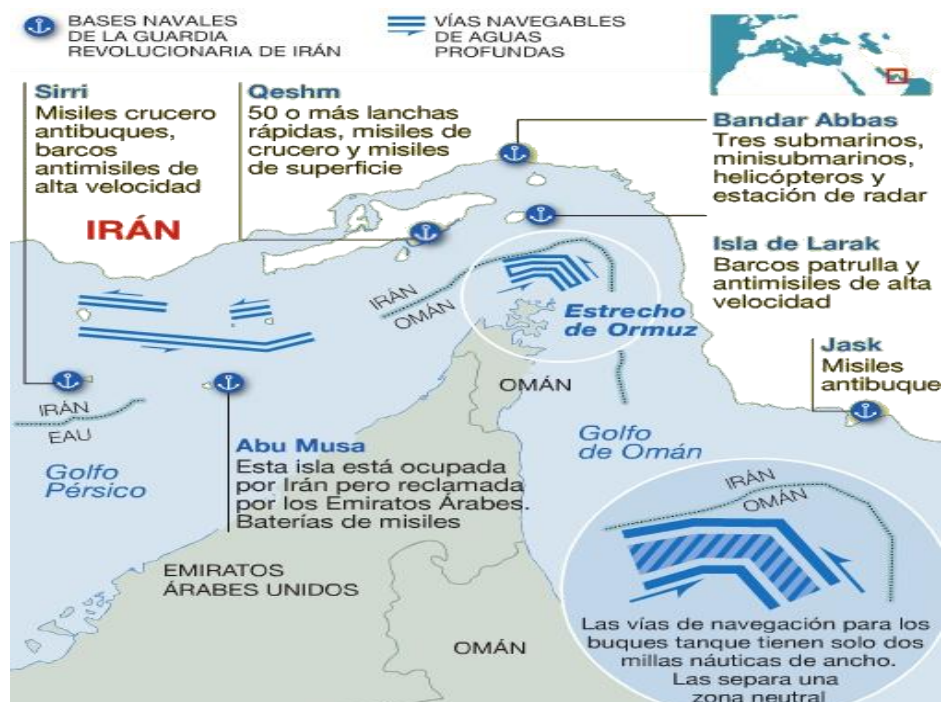 BASES NAVALES
DE LA GUARDIA
REVOLUCIONARIA DE IRÁN
VÍAS NAVEGABLES
DE AGUAS
PROFUNDAS
Sirri
Misiles crucero
antibuques,
barcos
antimisiles de
alta velocidad
Qeshm
50 o más lanchas
rápidas, misiles de
crucero y misiles
de superficie
Bandar Abbas
Tres submarinos,
minisubmarinos,
helicópteros y
estación de radar
IRÁN
Isla de Larak
Barcos patrulla y
antimisiles de alta
velocidad
IRÁN
OMÁN
Estrecho
de Ormuz
Jask
Misiles
antibuque
OMÁN
IRÁN
EAU
Golfo
Pérsico
Abu Musa
Esta isla está ocupada
por Irán pero reclamada
por los Emiratos Árabes.
Baterías de misiles
Golfo
de Omán
IRÁN
OMÁN
EMIRATOS
ÁRABES UNIDOS
OMÁN
Las vías de navegación para los
buques tanque tienen solo dos
millas náuticas de ancho.
Las separa una
zona neutral